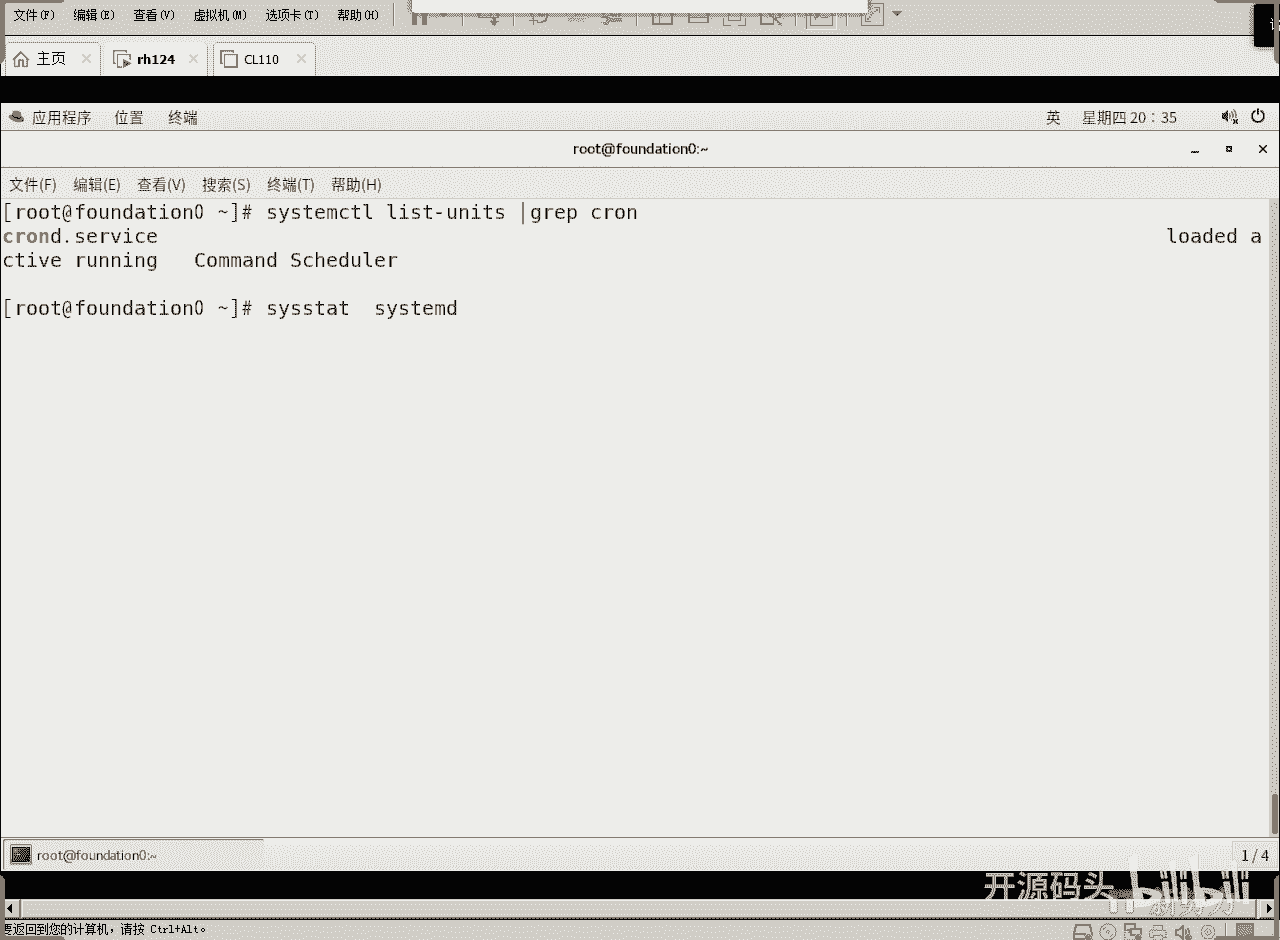 文件(F) 编辑(E) 查看(V) 虚拟机(M) 选项卡(T) 帮助(H)
主页 rh124 CL110
应用程序 位置 终端 英 星期四 20：35
root@foundation0:~
文件(F) 编辑(E) 查看(V) 搜索(S) 终端(T) 帮助(H)
[root@foundation0 ~]# systemctl list-units |grep cron
crond.service loaded a
ctive running Command Scheduler
[root@foundation0 ~]# sysstat systemd
root@foundation0:~ 1 / 4
开源码头 bilibili
要返回到您的计算机，请按 Ctrl+Alt。